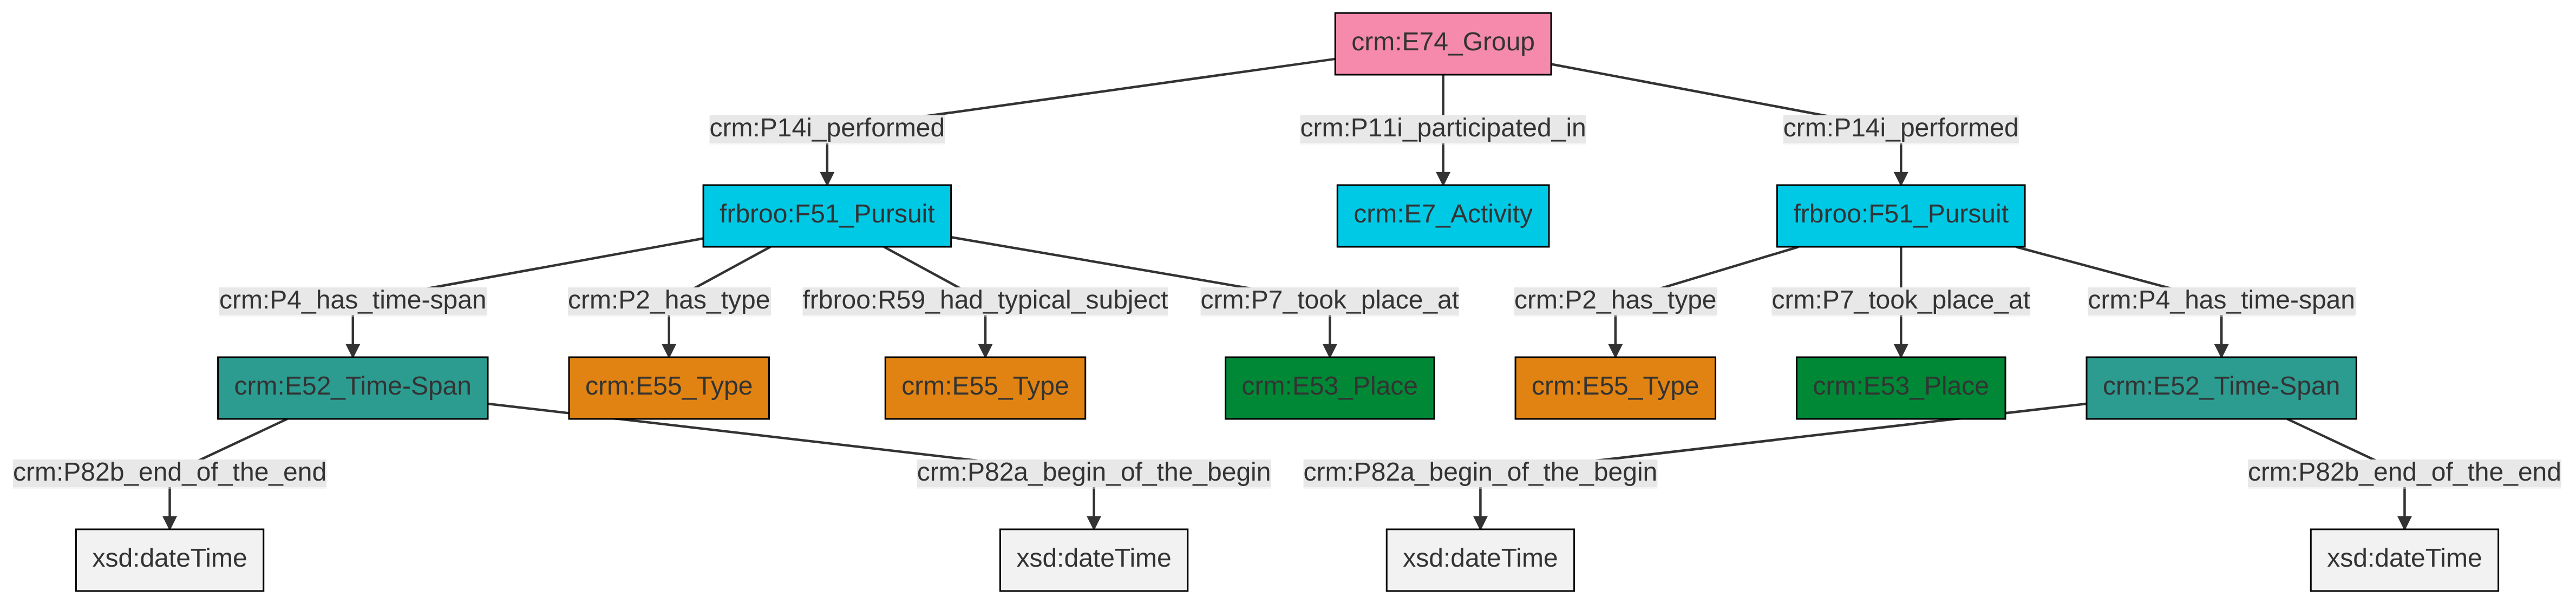 crm:E74_Group
crm:P14i_performed
crm:P11i_participated_in
crm:P14i_performed
frbroo:F51_Pursuit
crm:E7_Activity
frbroo:F51_Pursuit
crm:P4_has_time-span
crm:P2_has_type
frbroo:R59_had_typical_subject
crm:P7_took_place_at
crm:P2_has_type
crm:P7_took_place_at
crm:P4_has_time-span
crm:E52_Time-Span
crm:E55_Type
crm:E55_Type
crm:E53_Place
crm:E55_Type
crm:E53_Place
crm:E52_Time-Span
crm:P82b_end_of_the_end
crm:P82a_begin_of_the_begin
crm:P82a_begin_of_the_begin
crm:P82b_end_of_the_end
xsd:dateTime
xsd:dateTime
xsd:dateTime
xsd:dateTime